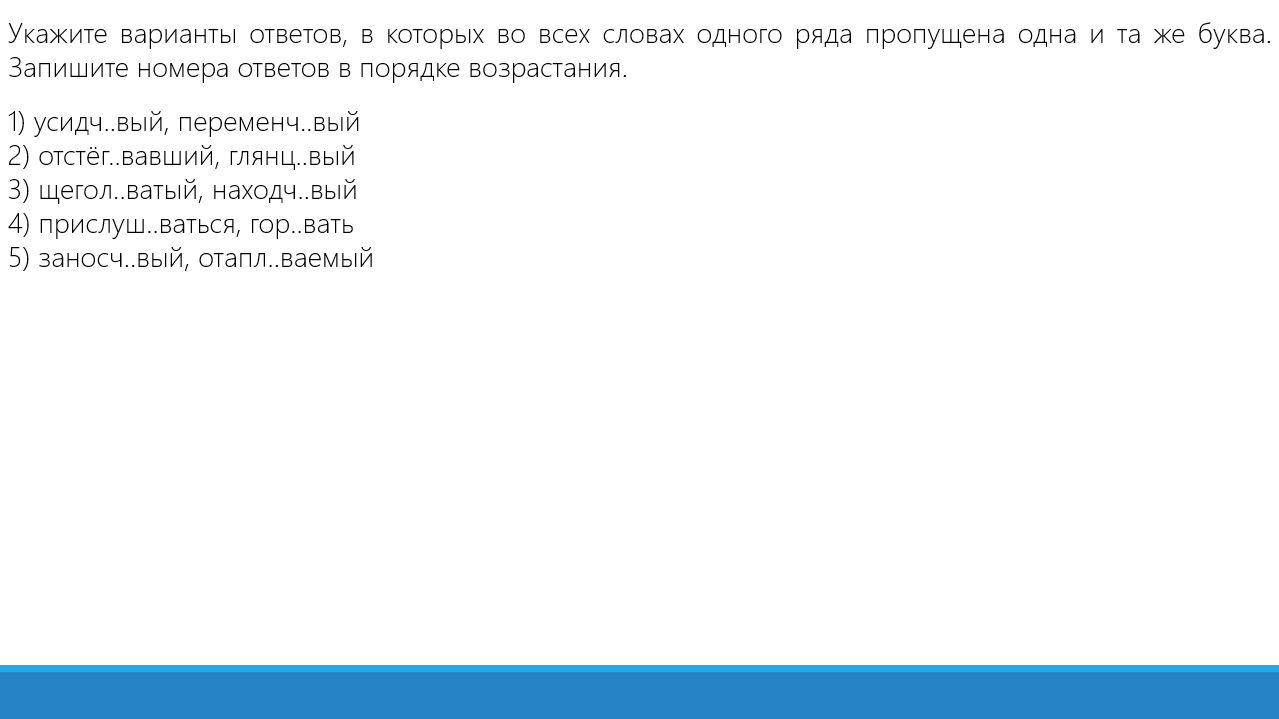 Укажите варианты ответов, в которых во всех словах одного ряда пропущена одна и та же буква.
Запишите номера ответов в порядке возрастания.
1) усидч..вый, переменч..вый
2) отстёг..вавший, глянц..вый
3) щегол..ватый, находч..вый
4) прислуш..ваться, гор..вать
5) заносч..вый, отапл..ваемый